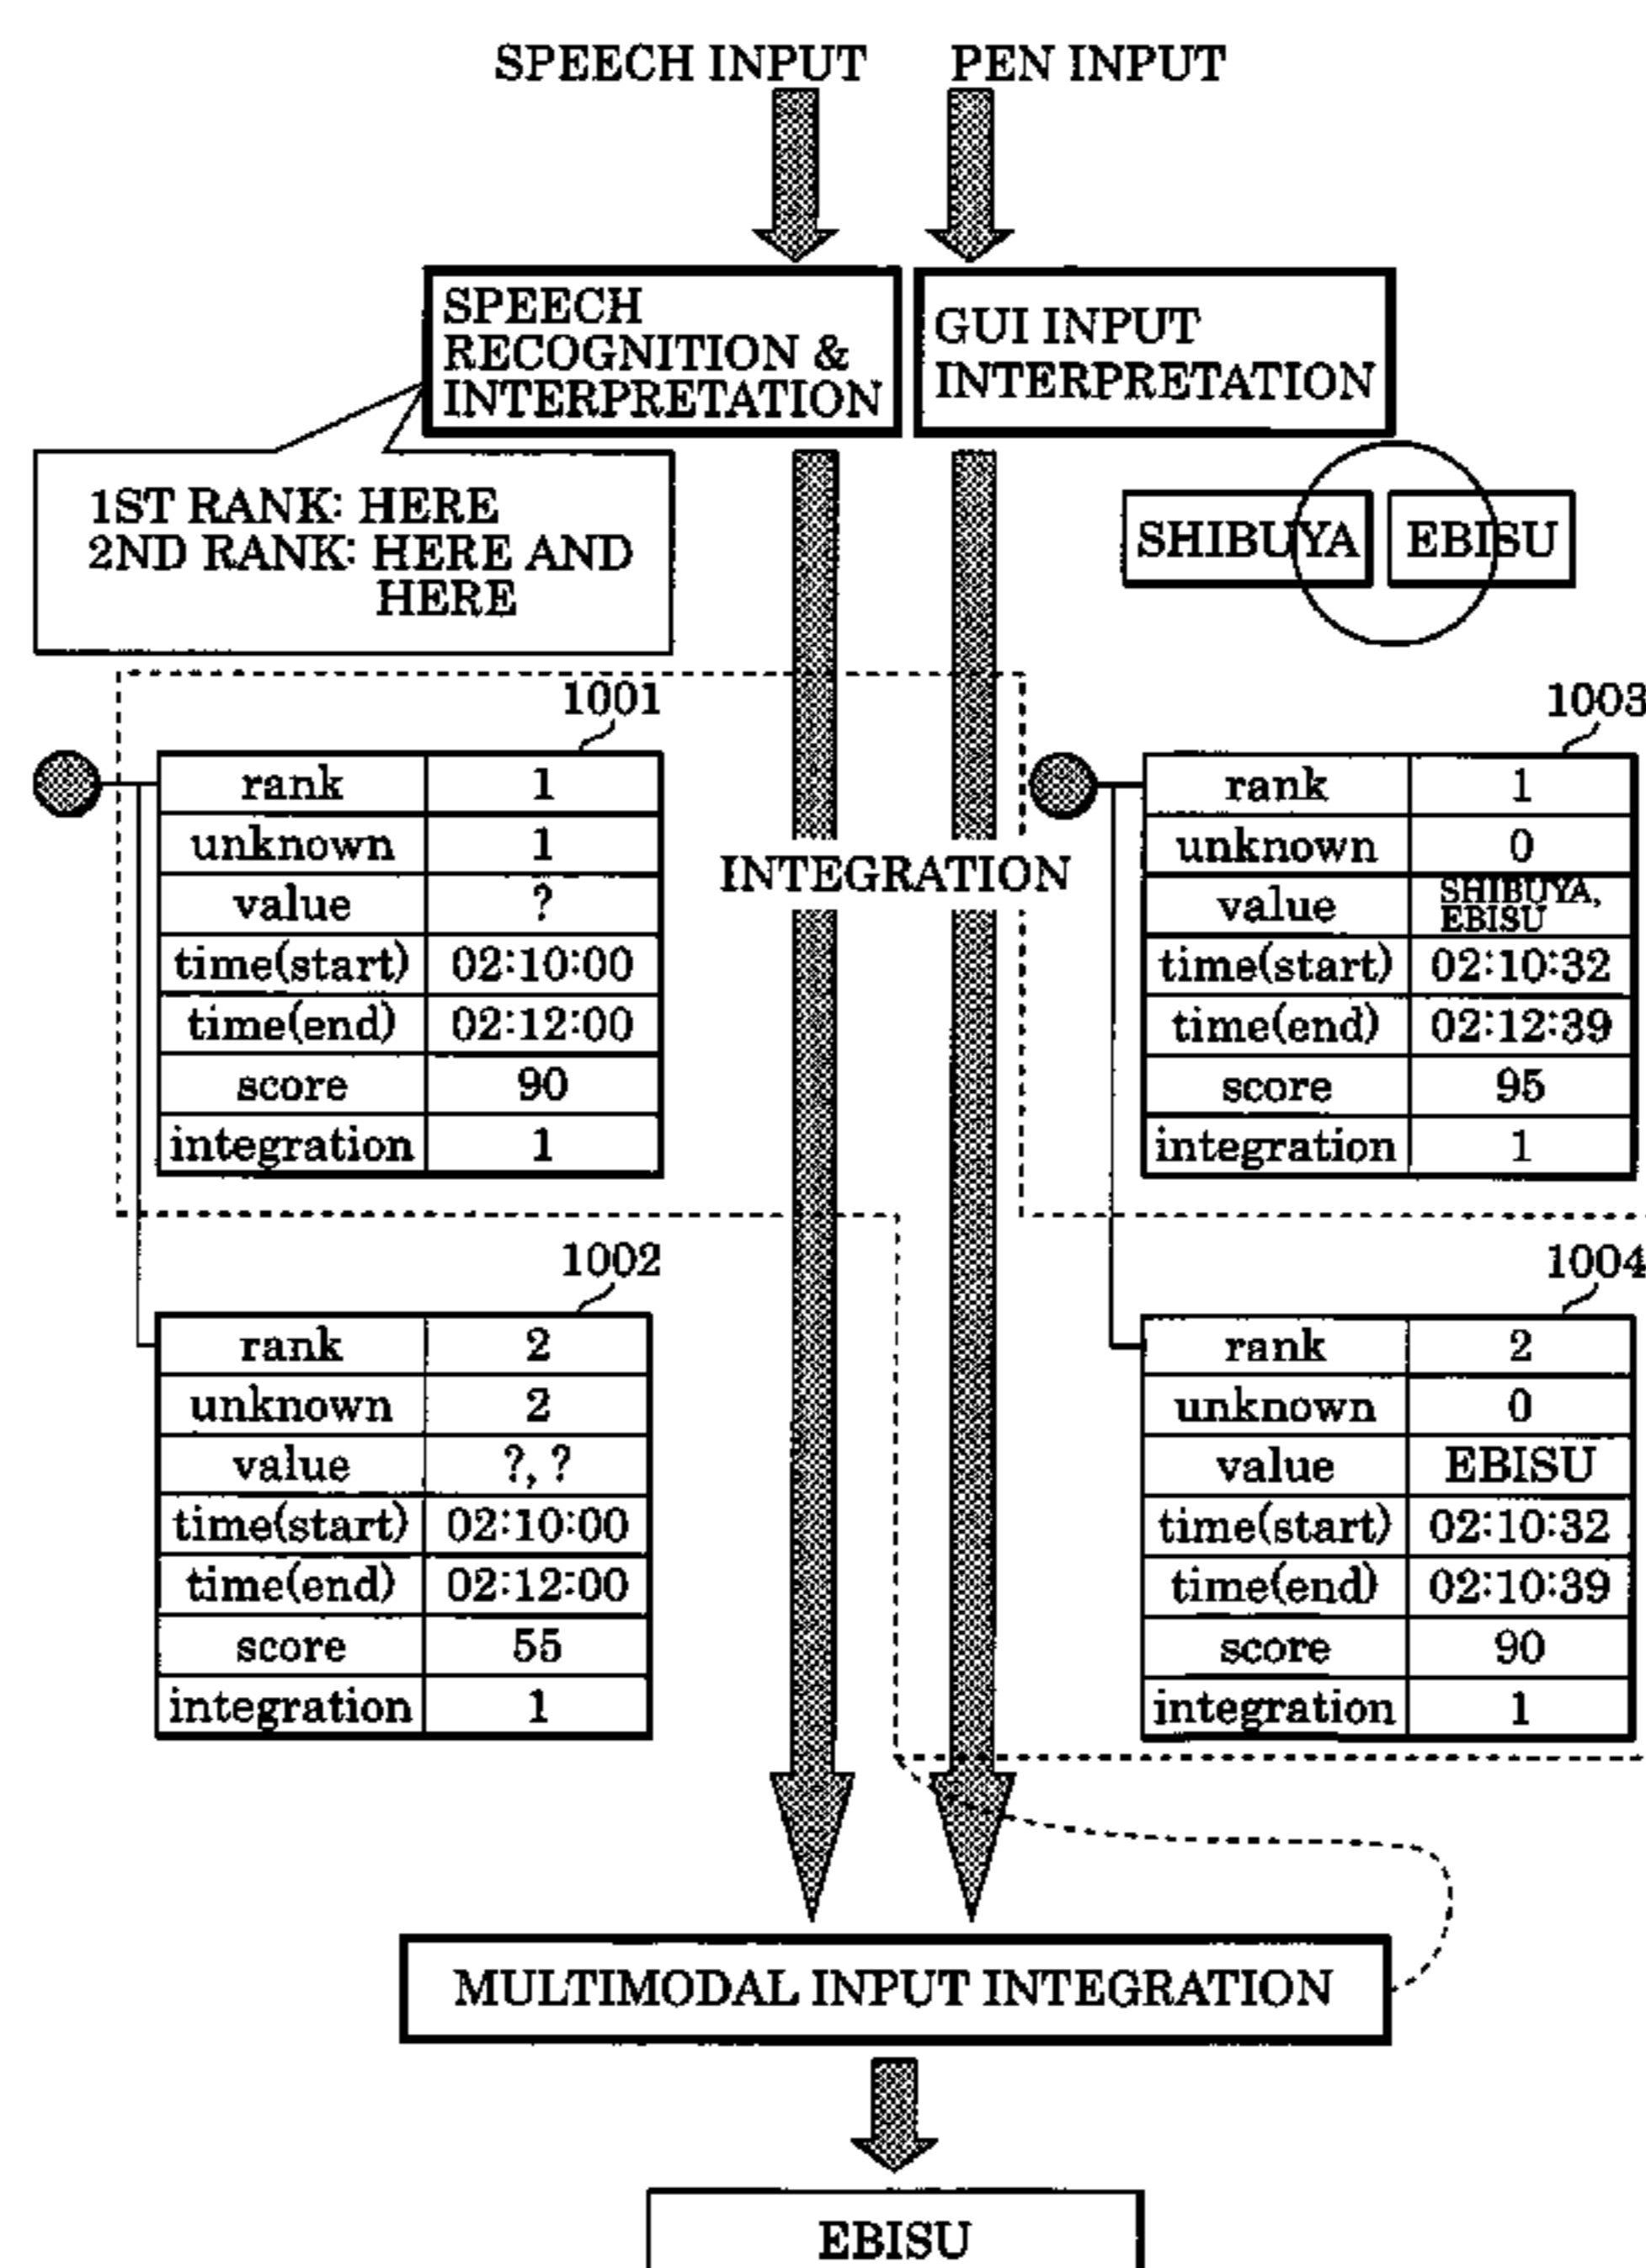 SPEECH INPUT
PEN INPUT
SPEECH
RECOGNITION &
INTERPRETATION
GUI INPUT
INTERPRETATION
1ST RANK: HERE
2ND RANK: HERE AND
HERE
SHIBUYA
EBISU
1001
rank 1
unknown 1
value ?
time(start) 02:10:00
time(end) 02:12:00
score 90
integration 1
INTEGRATION
1003
rank 1
unknown 0
value SHIBUYA,
EBISU
time(start) 02:10:32
time(end) 02:12:39
score 95
integration 1
1002
rank 2
unknown 2
value ?, ?
time(start) 02:10:00
time(end) 02:12:00
score 55
integration 1
1004
rank 2
unknown 0
value EBISU
time(start) 02:10:32
time(end) 02:10:39
score 90
integration 1
MULTIMODAL INPUT INTEGRATION
EBISU